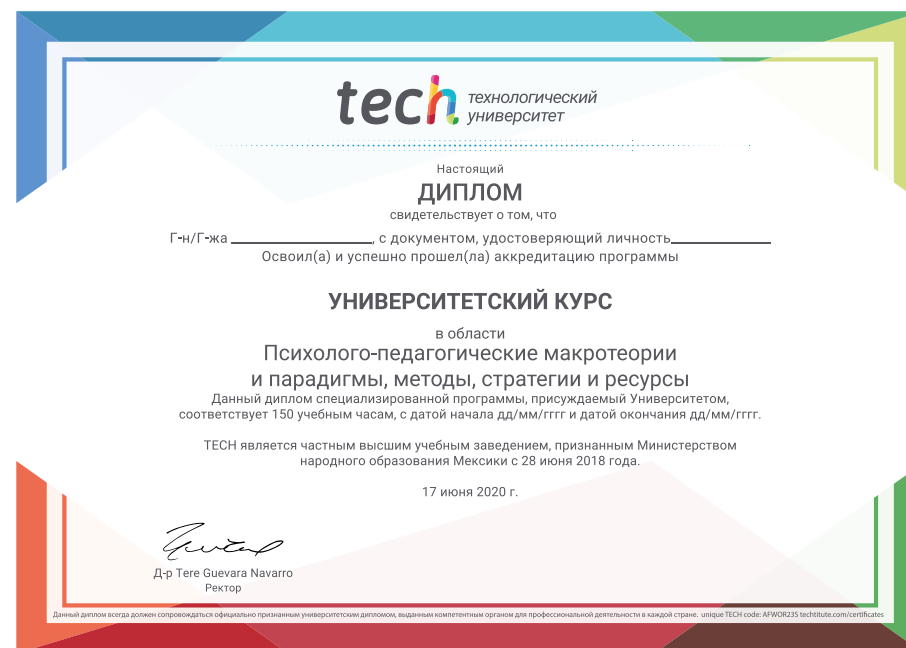 tech технологический
университет
Настоящий
ДИПЛОМ
свидетельствует о том, что
Г-н/Г-жа ____________________, с документом, удостоверяющий личность______________
Освоил(а) и успешно прошел(ла) аккредитацию программы
УНИВЕРСИТЕТСКИЙ КУРС
в области
Психолого-педагогические макротеории
и парадигмы, методы, стратегии и ресурсы
Данный диплом специализированной программы, присуждаемый Университетом,
соответствует 150 учебным часам, с датой начала дд/мм/гггг и датой окончания дд/мм/гггг.
TECH является частным высшим учебным заведением, признанным Министерством
народного образования Мексики с 28 июня 2018 года.
17 июня 2020 г.
Д-р Tere Guevara Navarro
Ректор
Данный диплом всегда должен сопровождаться официально признанным университетским дипломом, выданным компетентным органом для профессиональной деятельности в каждой стране. unique TECH code: AFWOR23S techtitute.com/certificates